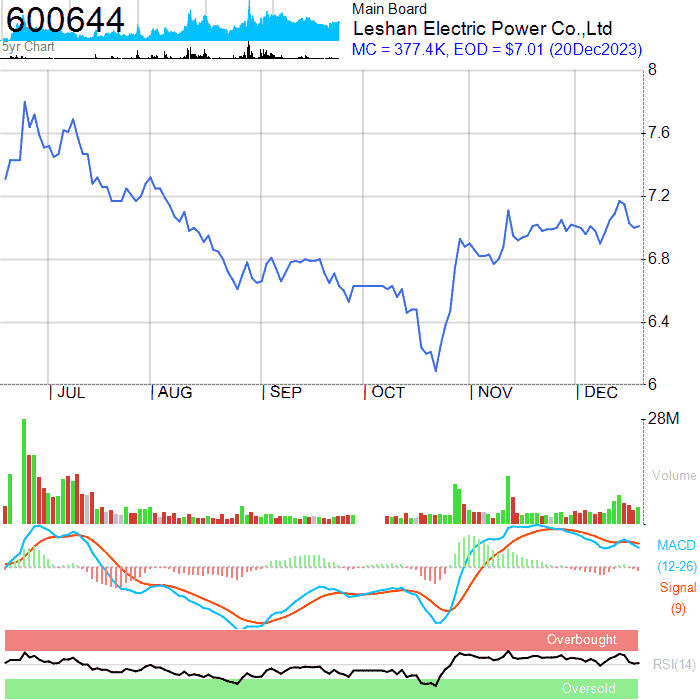 600644
Main Board
Leshan Electric Power Co.,Ltd
5yr Chart
MC = 377.4K, EOD = $7.01 (20Dec2023)
8
7.6
7.2
6.8
6.4
6
JUL AUG SEP OCT NOV DEC
28M
Volume
MACD
(12-26)
Signal
(9)
Overbought
RSI(14)
Oversold